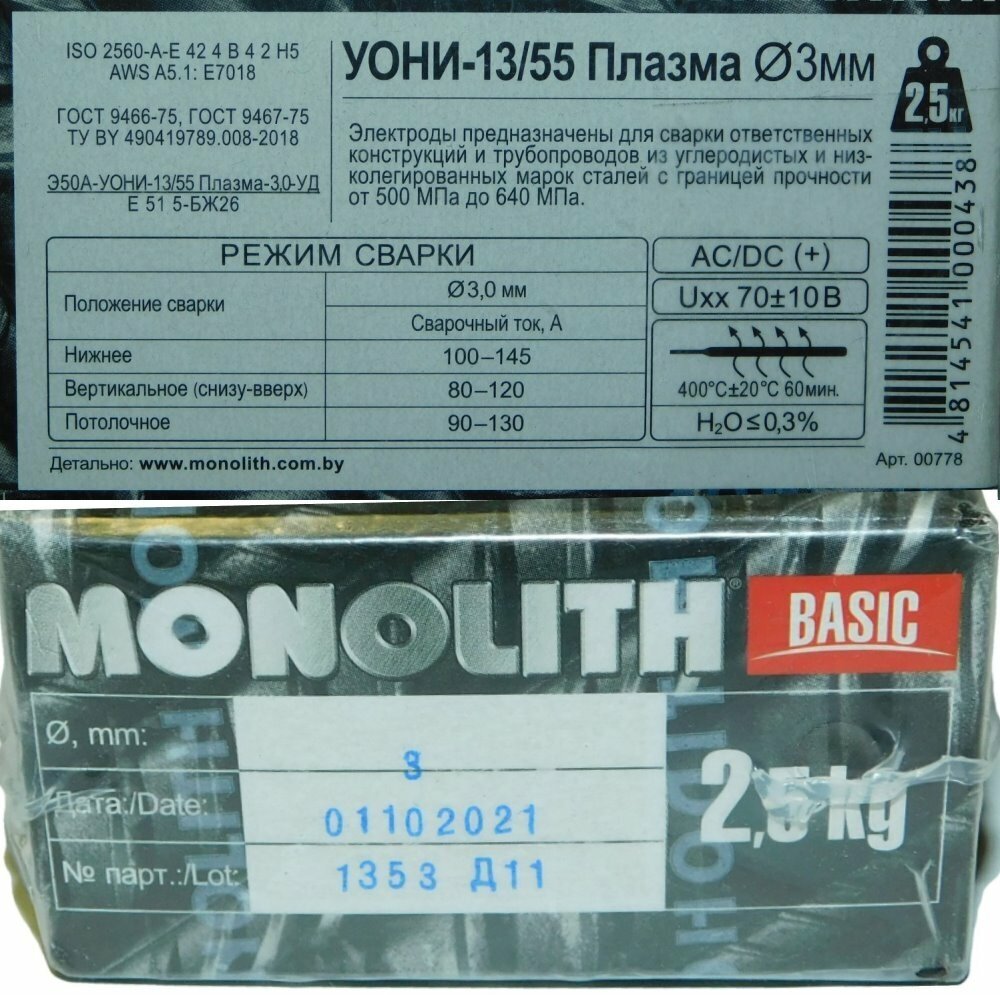 ISO 2560-A-E 42 4 B 4 2 H5
AWS A5.1: E7018
ГОСТ 9466-75, ГОСТ 9467-75
ТУ BY 490419789.008-2018
Э50А-УОНИ-13/55 Плазма-3,0-УД
Е 51 5-БЖ26
УОНИ-13/55 Плазма Ø3мм
2,5кг
Электроды предназначены для сварки ответственных
конструкций и трубопроводов из углеродистых и низ-
колегированных марок сталей с границей прочности
от 500 МПа до 640 МПа.
РЕЖИМ СВАРКИ
Положение сварки
Ø3,0 мм
Сварочный ток, А
Нижнее 100–145
Вертикальное (снизу-вверх) 80–120
Потолочное 90–130
AC/DC (+)
Uxx 70±10В
400°C±20°C 60мин.
H₂O≤0,3%
4 814541 000438
Детально: www.monolith.com.by
Арт. 00778
MONOLITH®
BASIC
Ø, mm: 3
Дата:/Date: 01102021
№ парт.:/Lot: 1353 Д11
2,5 kg